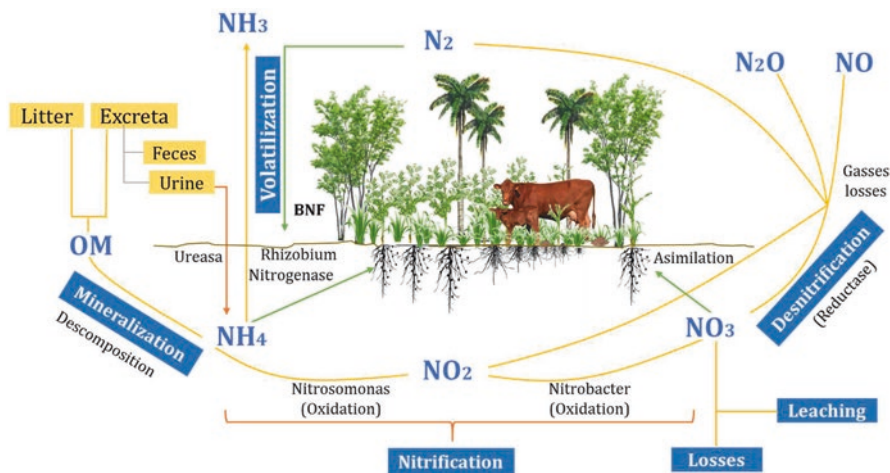 NH3
N2
N2O
NO
Litter
Excreta
Feces
Urine
Volatilization
BNF
Gasses
losses
OM
Ureasa
Rhizobium
Nitrogenase
Asimilation
Mineralization
Descomposition
Desnitrification
(Reductase)
NH4
NO2
NO3
Nitrosomonas
(Oxidation)
Nitrobacter
(Oxidation)
Leaching
Nitrification
Losses